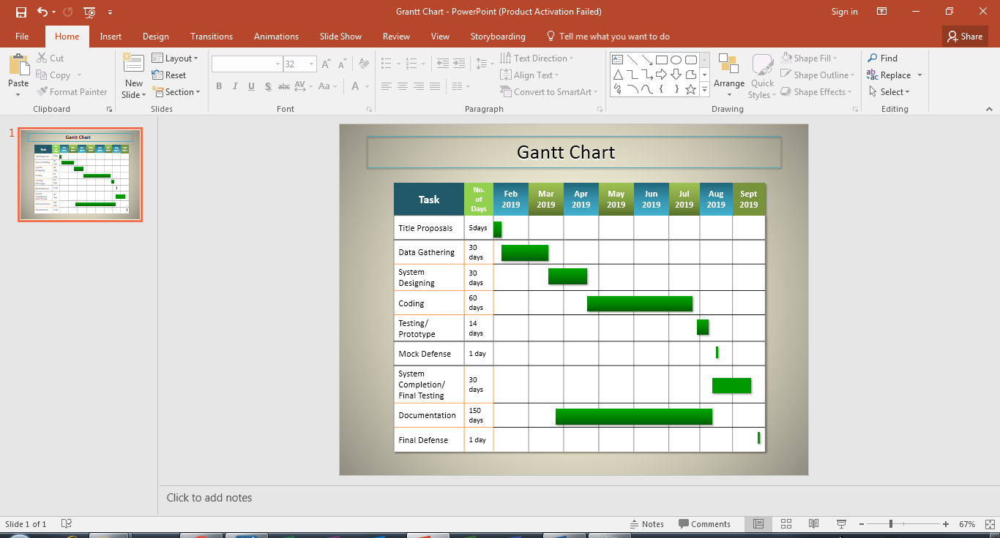 Grantt Chart - PowerPoint (Product Activation Failed)
Sign in
File Home Insert Design Transitions Animations Slide Show Review View Storyboarding Tell me what you want to do Share
Paste
Cut
Copy
Format Painter
Clipboard
New
Slide
Layout
Reset
Section
Slides
32
B I U S abc AV Aa A
Font
Text Direction
Align Text
Convert to SmartArt
Paragraph
Arrange
Quick
Styles
Shape Fill
Shape Outline
Shape Effects
Drawing
Find
Replace
Select
Editing
1
Gantt Chart
Gantt Chart
Task
No.
of
Days
Feb
2019
Mar
2019
Apr
2019
May
2019
Jun
2019
Jul
2019
Aug
2019
Sept
2019
Title Proposals
5days
Data Gathering
30
days
System
Designing
30
days
Coding
60
days
Testing/
Prototype
14
days
Mock Defense
1 day
System
Completion/
Final Testing
30
days
Documentation
150
days
Final Defense
1 day
Click to add notes
Slide 1 of 1
Notes
Comments
67%